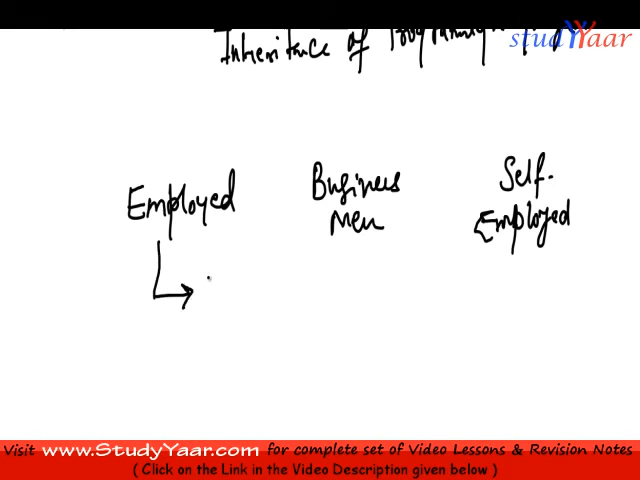 Inheritance of
studYYaar
Employed
Business
Men
Self-
Employed
Visit www.StudyYaar.com for complete set of Video Lessons & Revision Notes
( Click on the Link in the Video Description given below )